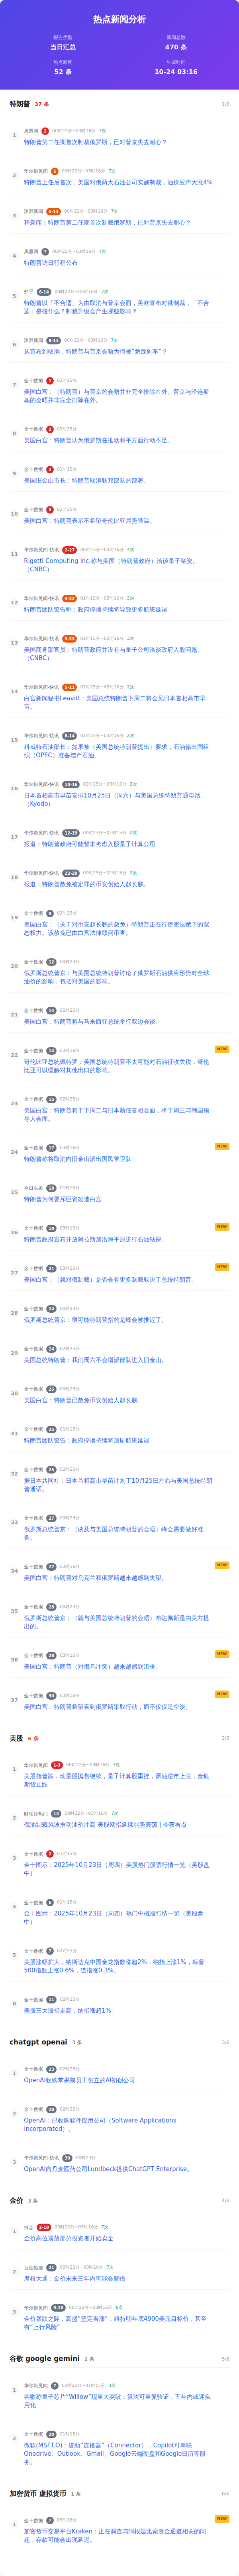 热点新闻分析
报告类型
新闻总数
当日汇总
470 条
热点新闻
生成时间
52 条
10-24 03:16
特朗普 37 条
1/6
1
凤凰网 2 00时22分~03时16分 7次
特朗普第二任期首次制裁俄罗斯，已对普京失去耐心？
2
华尔街见闻 5 00时22分~03时16分 7次
特朗普上任后首次，美国对俄两大石油公司实施制裁，油价应声大涨4%
3
澎湃新闻 5-14 00时22分~03时16分 7次
释新闻｜特朗普第二任期首次制裁俄罗斯，已对普京失去耐心？
4
凤凰网 7 00时22分~03时16分 7次
特朗普访日行程公布
5
知乎 6-14 00时22分~03时16分 7次
特朗普以「不合适」为由取消与普京会面，美欧宣布对俄制裁，「不合
适」是指什么？制裁升级会产生哪些影响？
6
澎湃新闻 9-11 00时22分~03时16分 7次
从宣布到取消，特朗普与普京会晤为何被“急踩刹车”？
7
金十数据 1 02时25分
美国白宫：（特朗普）与普京的会晤并非完全排除在外。普京与泽连斯
基的会晤并非完全排除在外。
8
金十数据 2 02时25分
美国白宫：特朗普认为俄罗斯在推动和平方面行动不足。
9
金十数据 3 01时15分
美国旧金山市长：特朗普取消联邦部队的部署。
10
金十数据 3 02时25分
美国白宫：特朗普表示不希望哥伦比亚局势降温。
11
华尔街见闻-快讯 2-27 00时23分~03时16分 4次
Rigetti Computing Inc.称与美国（特朗普政府）洽谈量子融资。
（CNBC）
12
华尔街见闻-快讯 4-22 01时15分~03时16分 3次
特朗普团队警告称：政府停摆持续将导致更多航班延误
13
华尔街见闻-快讯 5-23 01时15分~03时16分 3次
美国商务部官员：特朗普政府并没有与量子公司洽谈政府入股问题。
（CNBC）
14
华尔街见闻-快讯 5-11 02时25分~03时16分 2次
白宫新闻秘书Leavitt：美国总统特朗普下周二将会见日本首相高市早
苗。
15
华尔街见闻-快讯 8-14 02时25分~03时16分 2次
科威特石油部长：如果被（美国总统特朗普提出）要求，石油输出国组
织（OPEC）准备增产石油。
16
华尔街见闻-快讯 10-16 02时25分~03时16分 2次
日本首相高市早苗安排10月25日（周六）与美国总统特朗普通电话。
（Kyodo）
17
华尔街见闻-快讯 12-19 00时23分~01时15分 2次
报道：特朗普政府可能暂未考虑入股量子计算公司
18
华尔街见闻-快讯 22-29 00时23分~01时15分 2次
报道：特朗普赦免被定罪的币安创始人赵长鹏。
19
金十数据 9 02时25分
美国白宫：（关于对币安赵长鹏的赦免）特朗普正在行使宪法赋予的宽
恕权力。该赦免已由白宫法律顾问审查。
20
金十数据 12 00时23分
俄罗斯总统普京：与美国总统特朗普讨论了俄罗斯石油供应形势对全球
油价的影响，包括对美国的影响。
21
金十数据 14 02时25分
美国白宫：特朗普将与马来西亚总统举行双边会谈。
22
金十数据 14 03时16分
NEW
哥伦比亚总统佩特罗：美国总统特朗普不太可能对石油征收关税，哥伦
比亚可以缓解对其他出口的影响。
23
金十数据 15 02时25分
美国白宫：特朗普将于下周二与日本新任首相会面，将于周三与韩国领
导人会面。
24
金十数据 17 03时16分
NEW
特朗普称将取消向旧金山派出国民警卫队
25
今日头条 18 01时15分
特朗普为何要斥巨资改造白宫
26
金十数据 18 03时16分
NEW
特朗普政府宣布开放阿拉斯加沿海平原进行石油钻探。
27
金十数据 21 03时16分
NEW
美国白宫：（就对俄制裁）是否会有更多制裁取决于总统特朗普。
28
金十数据 24 00时23分
俄罗斯总统普京：很可能特朗普指的是峰会被推迟了。
29
金十数据 24 02时25分
美国总统特朗普：我们周六不会增派部队进入旧金山。
30
金十数据 25 00时23分
美国白宫：特朗普已赦免币安创始人赵长鹏
31
金十数据 25 01时15分
特朗普团队警告：政府停摆持续将加剧航班延误
32
金十数据 25 02时25分
据日本共同社：日本首相高市早苗计划于10月25日左右与美国总统特朗
普通话。
33
金十数据 27 00时23分
俄罗斯总统普京：（谈及与美国总统特朗普的会晤）峰会需要做好准
备。
34
金十数据 27 03时16分
NEW
美国白宫：特朗普对乌克兰和俄罗斯越来越感到失望。
35
金十数据 28 00时23分
俄罗斯总统普京：（就与美国总统特朗普的会晤）布达佩斯是由美方提
出的。
36
金十数据 28 03时16分
NEW
美国白宫：特朗普（对俄乌冲突）越来越感到沮丧。
37
金十数据 30 03时16分
NEW
美国白宫：特朗普希望看到俄罗斯采取行动，而不仅仅是空谈。
美股 6 条
2/6
1
华尔街见闻 1-3 00时22分~03时16分 7次
美股指普跌，动量股抛售继续，量子计算股重挫，原油逆市上涨，金银
期货止跌
2
财联社热门 13 00时22分~03时16分 7次
俄油制裁风波推动油价冲高 美股期指延续弱势震荡 | 今夜看点
3
金十数据 2 01时15分
金十图示：2025年10月23日（周四）美股热门股票行情一览（美股盘
中）
4
金十数据 6 01时15分
金十图示：2025年10月23日（周四）热门中概股行情一览（美股盘
中）
5
金十数据 7 02时25分
美股涨幅扩大，纳斯达克中国金龙指数涨超2%，纳指上涨1%，标普
500指数上涨0.6%，道指涨0.3%。
6
金十数据 11 02时25分
美股三大股指走高，纳指涨超1%。
chatgpt openai 3 条
3/6
1
金十数据 23 02时25分
OpenAI收购苹果前员工创立的AI初创公司
2
金十数据 28 02时25分
OpenAI：已收购软件应用公司（Software Applications
Incorporated）。
3
华尔街见闻-快讯 30 00时23分
OpenAI向丹麦医药公司Lundbeck提供ChatGPT Enterprise。
金价 3 条
4/6
1
抖音 2-16 00时22分~03时16分 7次
金价高位震荡部分投资者开始卖金
2
百度热搜 21 00时22分~03时16分 7次
摩根大通：金价未来三年内可能会翻倍
3
华尔街见闻 9-10 00时22分~03时16分 6次
金价暴跌之际，高盛“坚定看涨”：维持明年底4900美元目标价，甚至
有“上行风险”
谷歌 google gemini 2 条
5/6
1
华尔街见闻 7 00时22分~01时15分 3次
谷歌称量子芯片“Willow”现重大突破：算法可重复验证，五年内或迎实
用化
2
金十数据 30 01时15分
微软(MSFT.O)：借助“连接器”（Connector），Copilot可串联
Onedrive、Outlook、Gmail、Google云端硬盘和Google日历等服
务。
加密货币 虚拟货币 1 条
6/6
1
金十数据 7 03时16分
NEW
加密货币交易平台Kraken：正在调查与阿根廷比索资金通道相关的问
题，存款可能会出现延迟。